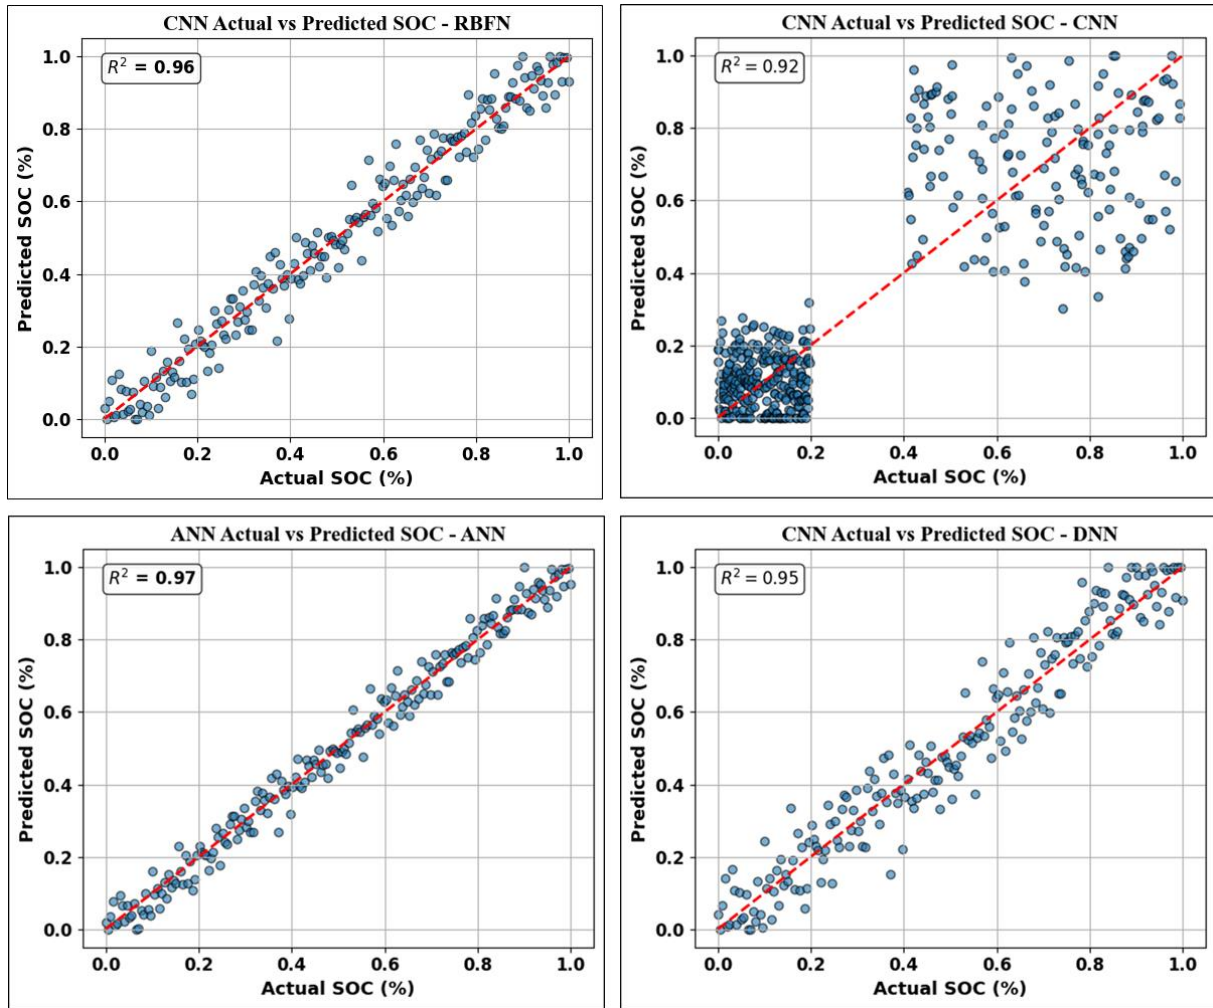 CNN Actual vs Predicted SOC - RBFN
R² = 0.96
1.0
0.8
0.6
0.4
0.2
0.0
Predicted SOC (%)
0.0 0.2 0.4 0.6 0.8 1.0
Actual SOC (%)
CNN Actual vs Predicted SOC - CNN
R² = 0.92
1.0
0.8
0.6
0.4
0.2
0.0
Predicted SOC (%)
0.0 0.2 0.4 0.6 0.8 1.0
Actual SOC (%)
ANN Actual vs Predicted SOC - ANN
R² = 0.97
1.0
0.8
0.6
0.4
0.2
0.0
Predicted SOC (%)
0.0 0.2 0.4 0.6 0.8 1.0
Actual SOC (%)
CNN Actual vs Predicted SOC - DNN
R² = 0.95
1.0
0.8
0.6
0.4
0.2
0.0
Predicted SOC (%)
0.0 0.2 0.4 0.6 0.8 1.0
Actual SOC (%)